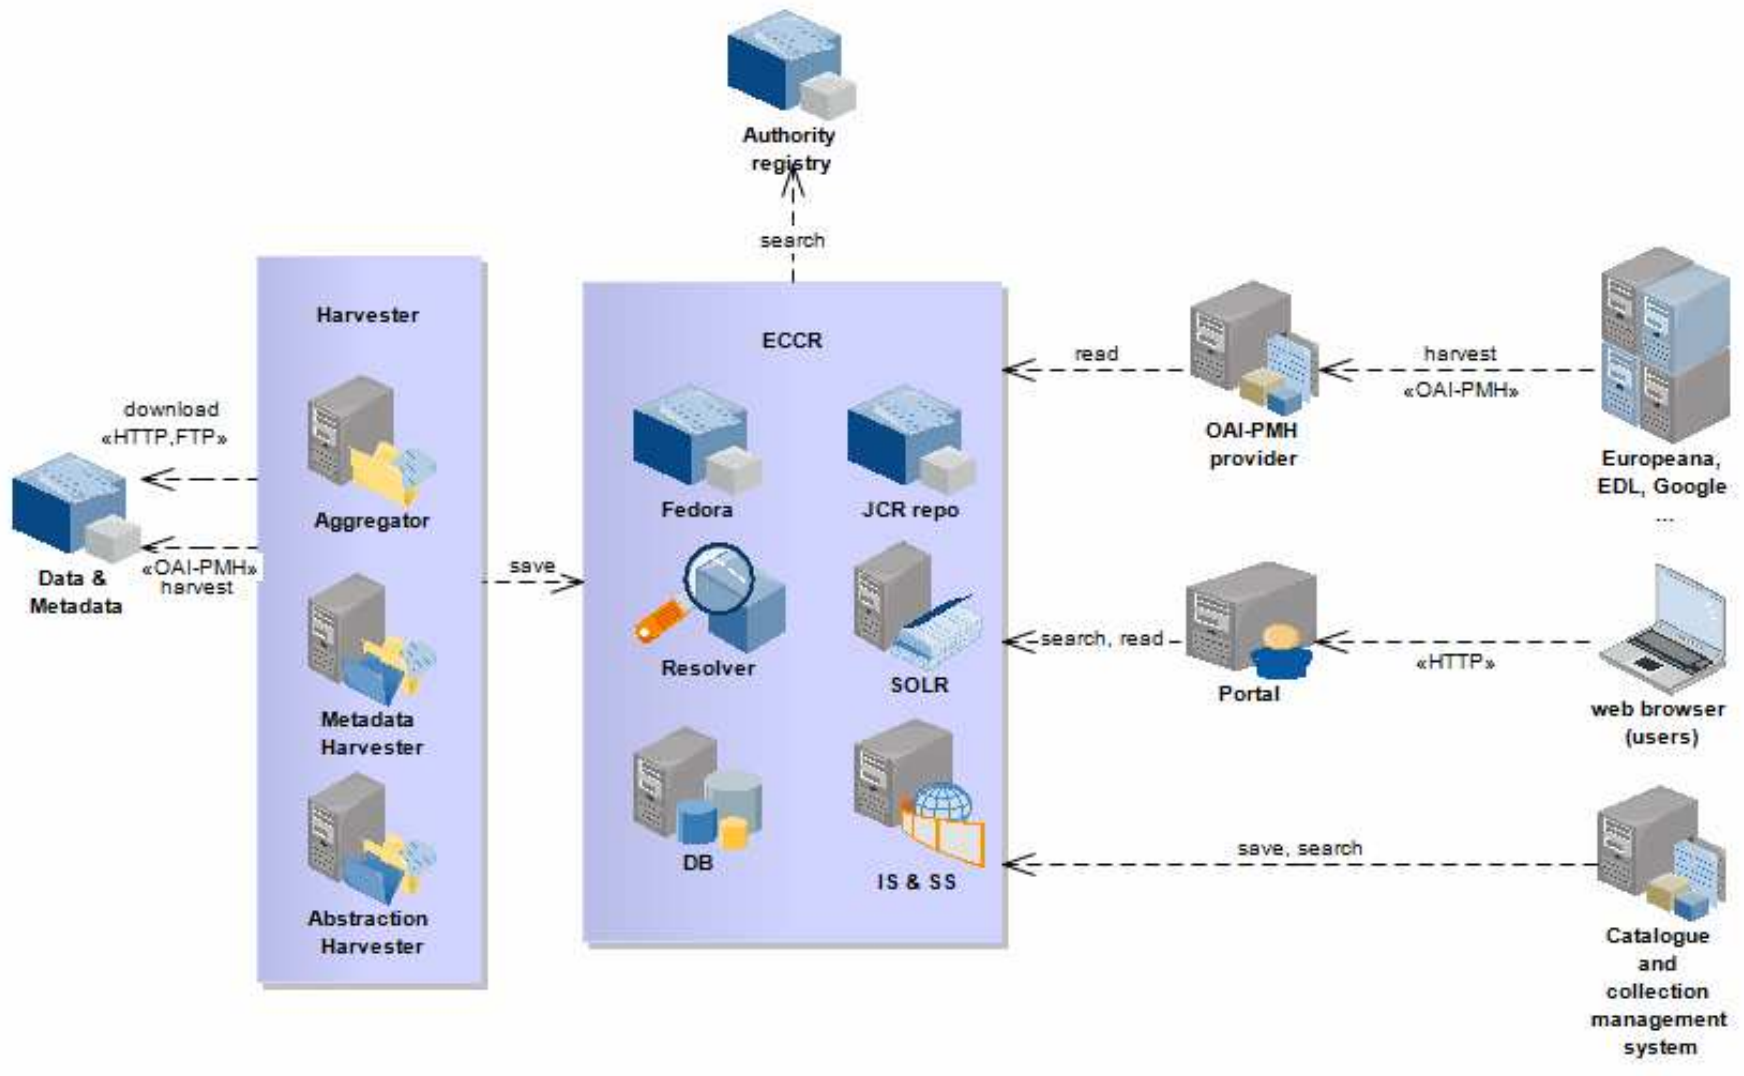 Authority
registry
search
Harvester
Aggregator
Metadata
Harvester
Abstraction
Harvester
download
«HTTP,FTP»
Data &
Metadata
«OAI-PMH»
harvest
save
ECCR
Fedora
JCR repo
Resolver
SOLR
DB
IS & SS
read
OAI-PMH
provider
harvest
«OAI-PMH»
Europeana,
EDL, Google
...
search, read
Portal
«HTTP»
web browser
(users)
save, search
Catalogue
and
collection
management
system